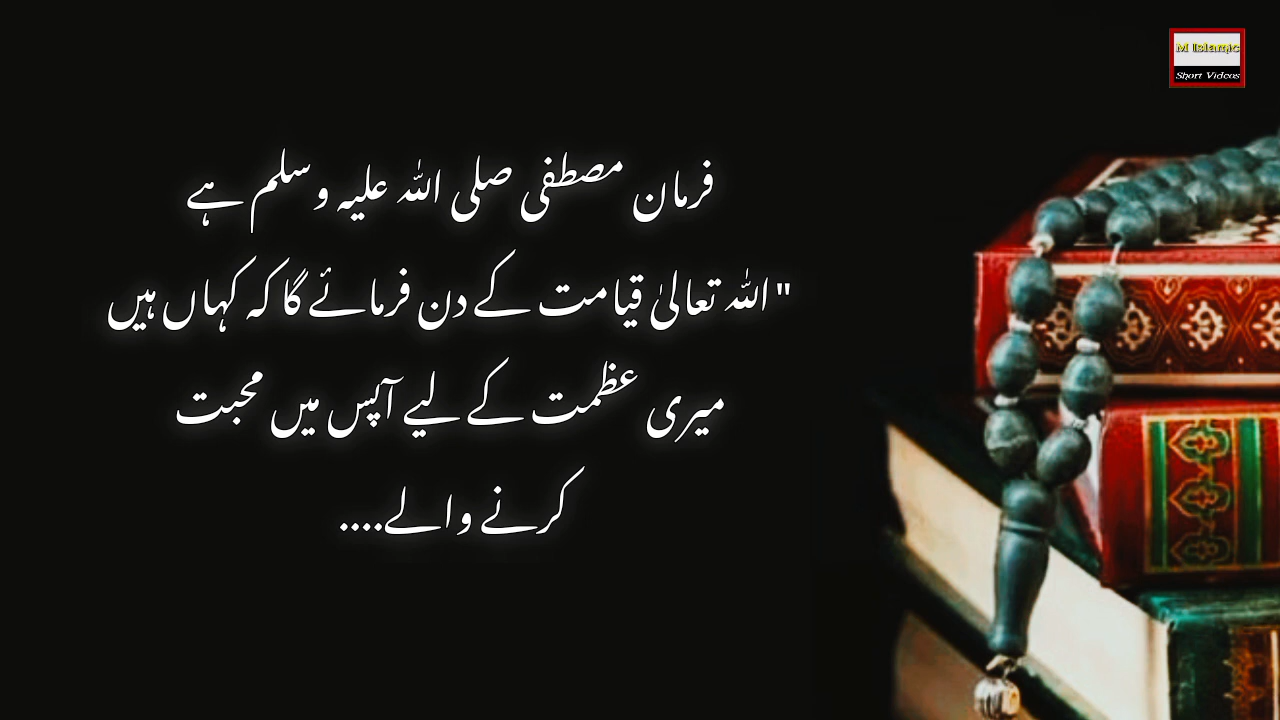 M Islamic
Short Videos
فرمان مصطفی صلی اللہ علیہ وسلم ہے
"اللہ تعالیٰ قیامت کے دن فرمائے گا کہ کہاں ہیں
میری عظمت کے لیے آپس میں محبت
کرنے والے....